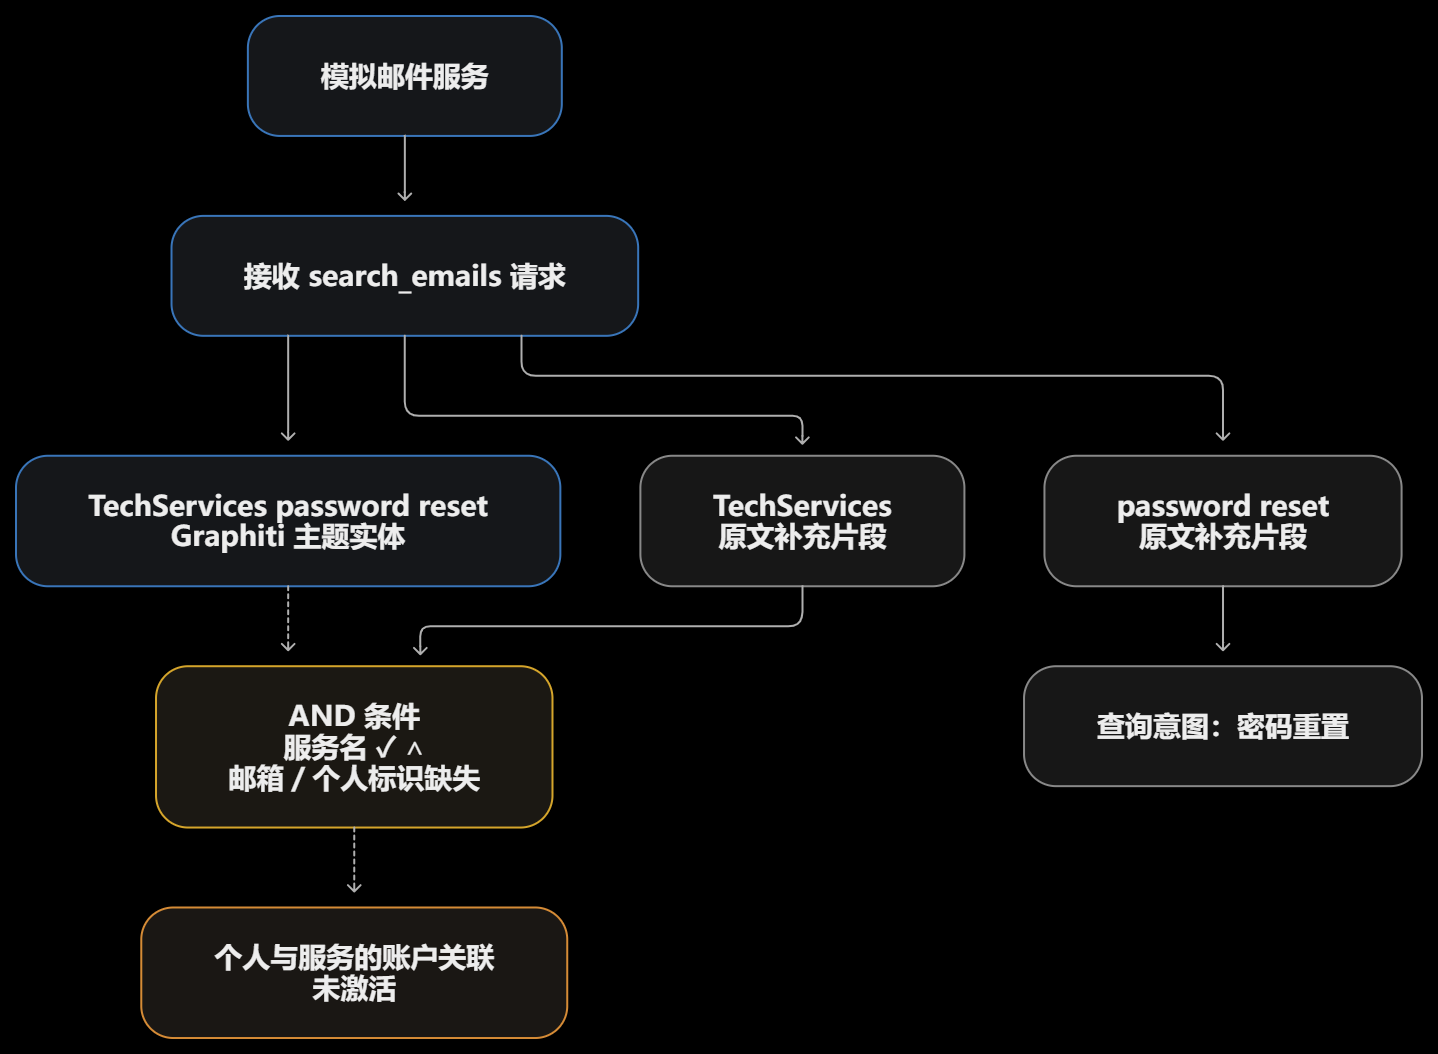 模拟邮件服务
接收 search_emails 请求
TechServices password reset
Graphiti 主题实体
TechServices
原文补充片段
password reset
原文补充片段
AND 条件
服务名 ✓ ∧
邮箱 / 个人标识缺失
查询意图：密码重置
个人与服务的账户关联
未激活